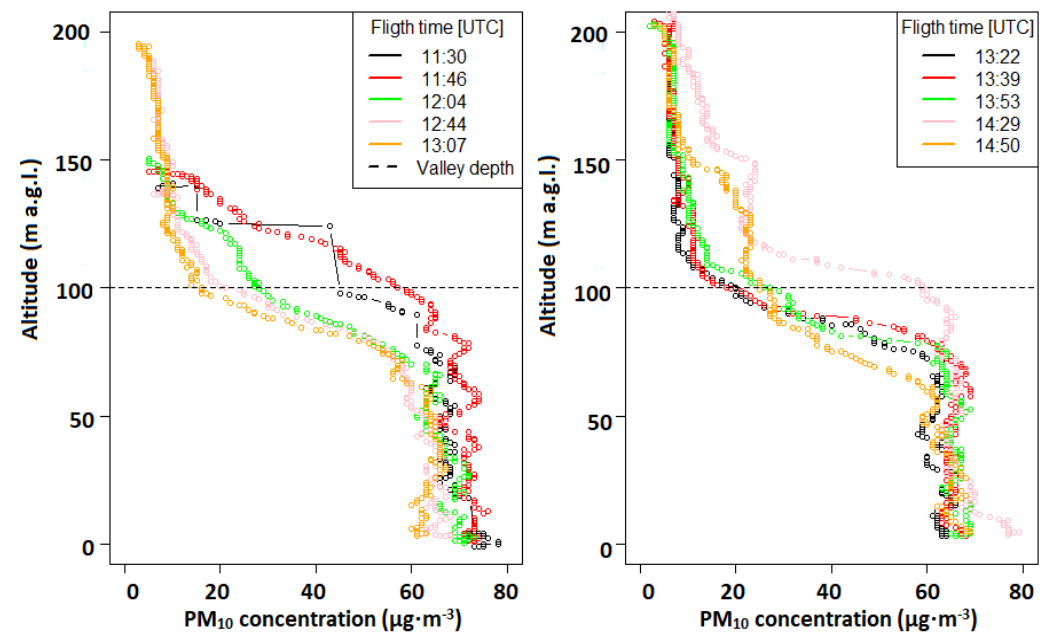 Fligth time [UTC]
11:30
11:46
12:04
12:44
13:07
Valley depth
200
150
100
50
0
Altitude (m a.g.l.)
0 20 40 60 80
PM₁₀ concentration (µg·m⁻³)
Fligth time [UTC]
13:22
13:39
13:53
14:29
14:50
200
150
100
50
0
Altitude (m a.g.l.)
0 20 40 60 80
PM₁₀ concentration (µg·m⁻³)